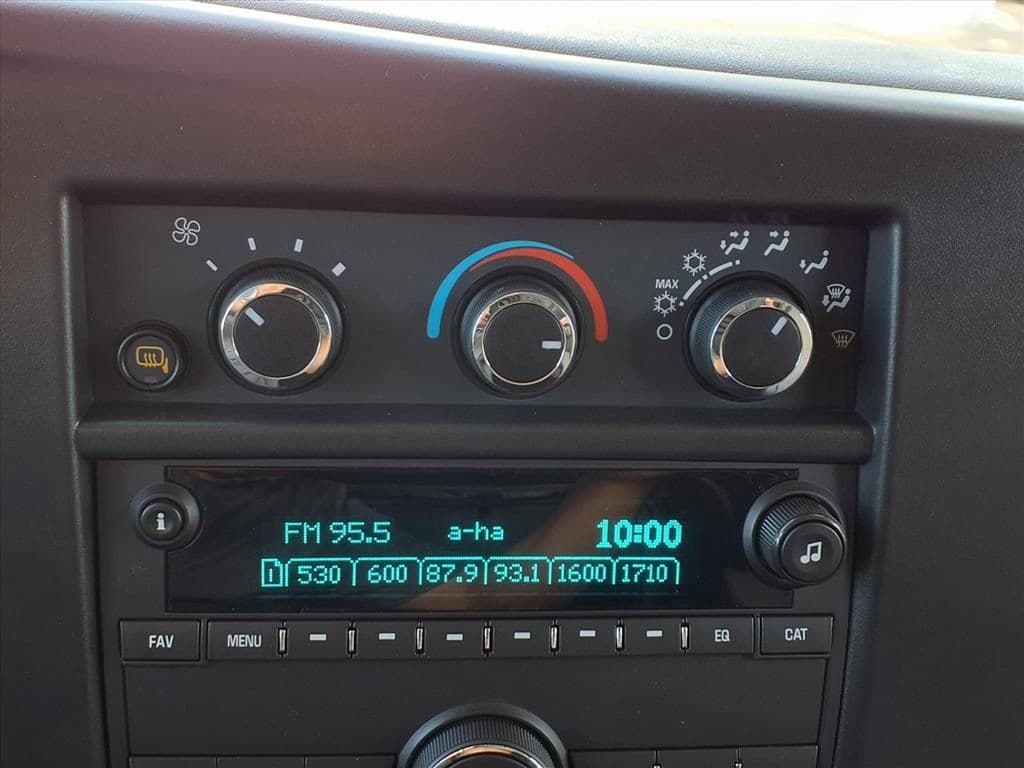 MAX
i
FM 95.5 a-ha 10:00
1 530 600 87.9 93.1 1600 1710
FAV MENU EQ CAT